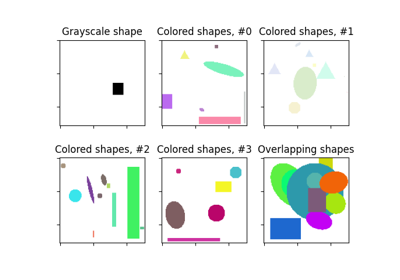 Grayscale shape
Colored shapes, #0
Colored shapes, #1
Colored shapes, #2
Colored shapes, #3
Overlapping shapes